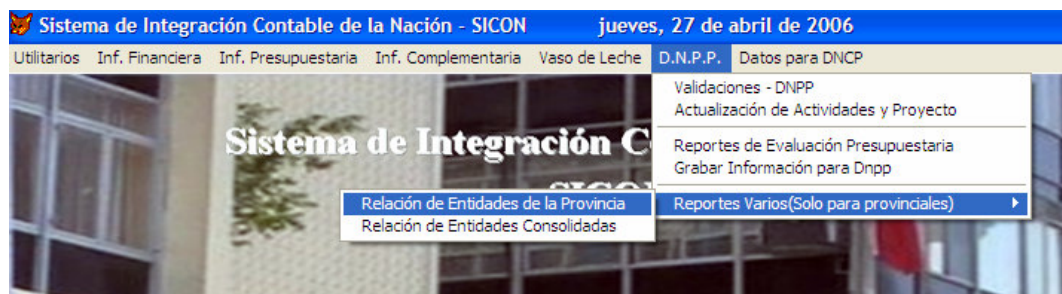 Sistema de Integración Contable de la Nación - SICON jueves, 27 de abril de 2006
Utilitarios Inf. Financiera Inf. Presupuestaria Inf. Complementaria Vaso de Leche D.N.P.P. Datos para DNCP
Validaciones - DNPP
Actualización de Actividades y Proyecto
Reportes de Evaluación Presupuestaria
Grabar Información para Dnpp
Reportes Varios(Solo para provinciales)
Relación de Entidades de la Provincia
Relación de Entidades Consolidadas
Sistema de Integración C